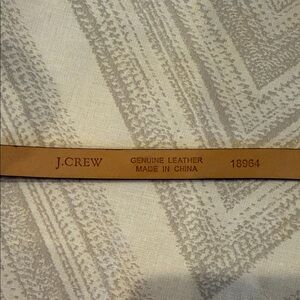 J.CREW
GENUINE LEATHER
MADE IN CHINA
18964